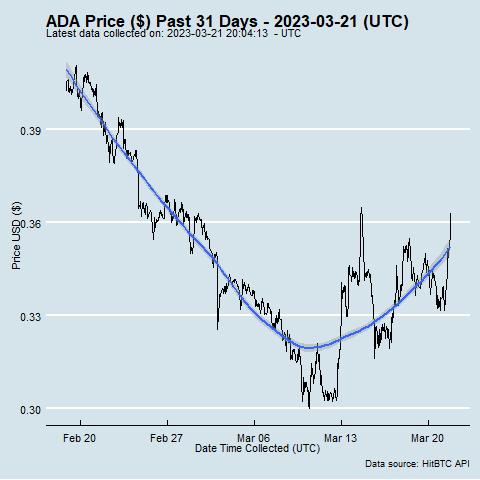 ADA Price ($) Past 31 Days - 2023-03-21 (UTC)
Latest data collected on: 2023-03-21 20:04:13  - UTC
0.39
0.36
0.33
0.30
Price USD ($)
Feb 20
Feb 27
Mar 06
Mar 13
Mar 20
Date Time Collected (UTC)
Data source: HitBTC API